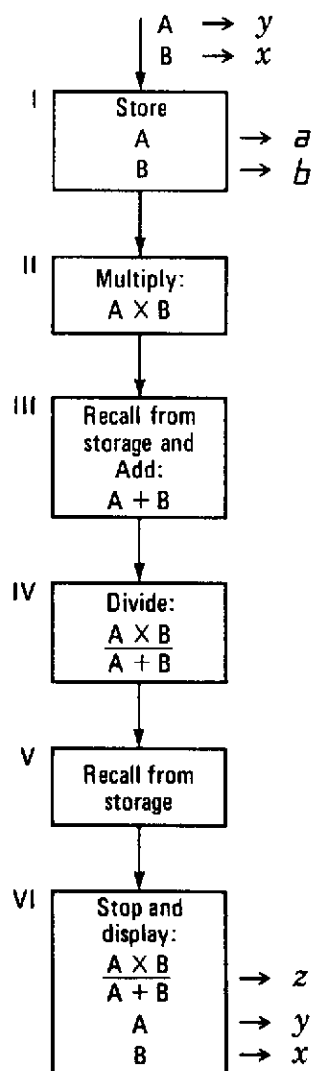 A → y
B → x
I
Store
A → a
B → b
II
Multiply:
A × B
III
Recall from
storage and
Add:
A + B
IV
Divide:
A × B
A + B
V
Recall from
storage
VI
Stop and
display:
A × B
A + B → z
A → y
B → x